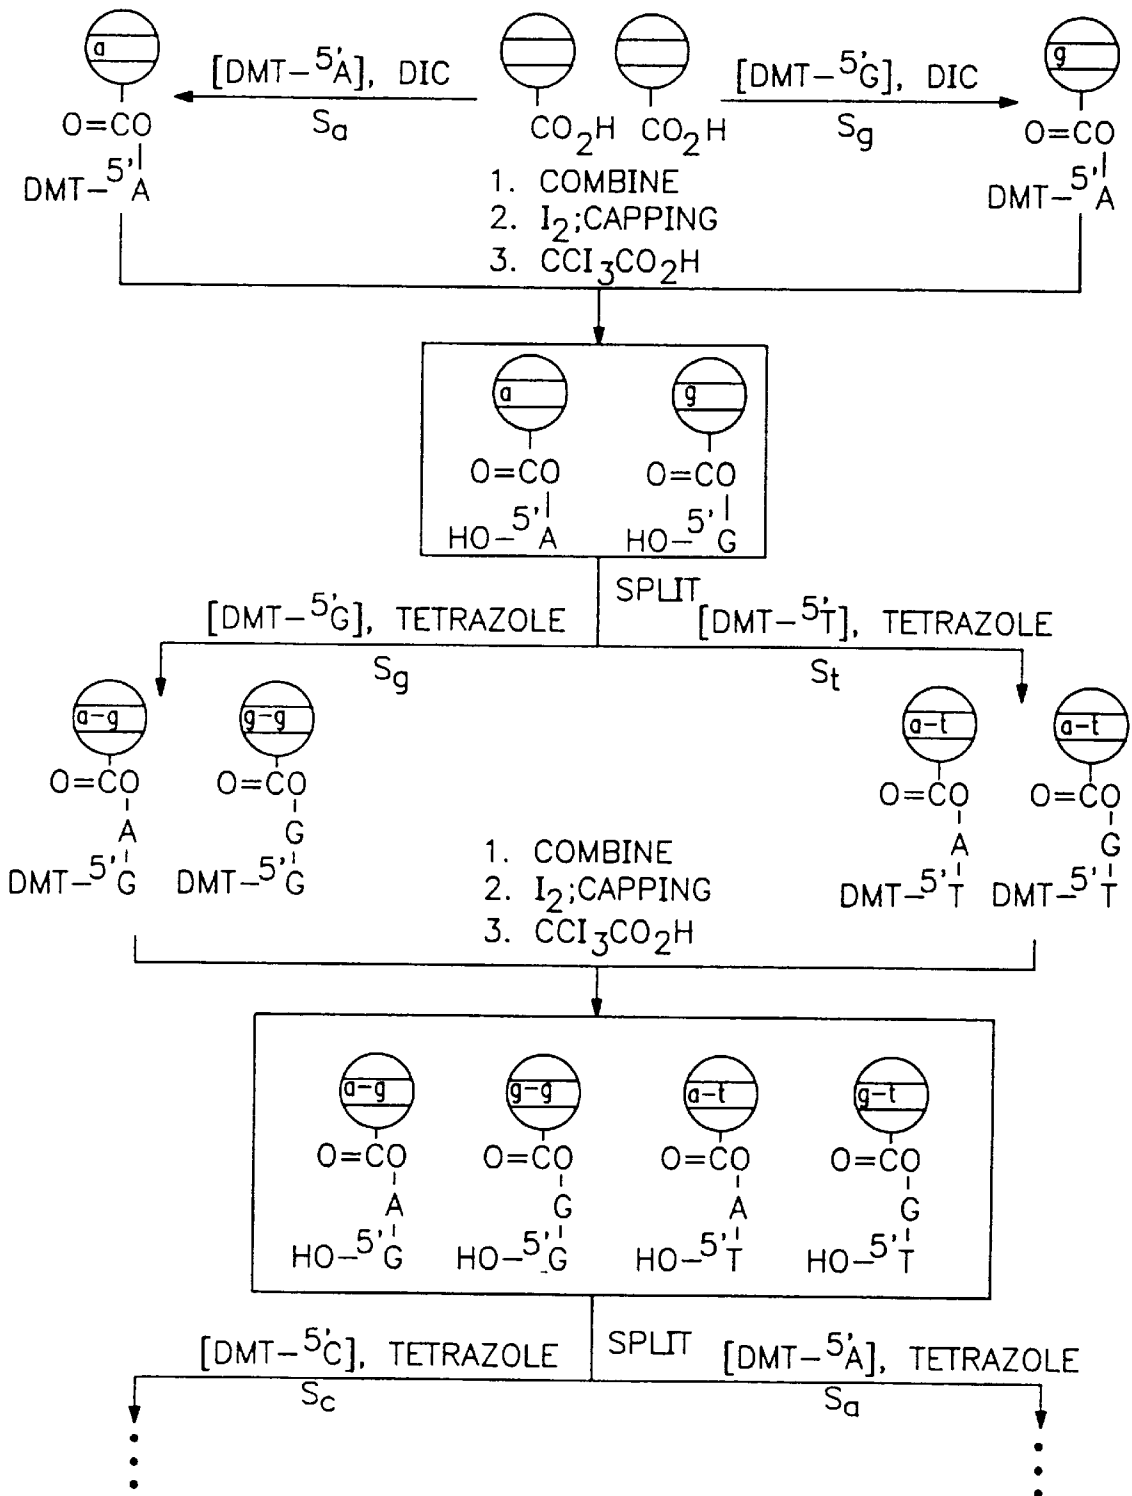 a
g
[DMT-5'A], DIC
Sa
[DMT-5'G], DIC
Sg
CO2H CO2H
O=CO
DMT-5'A
O=CO
DMT-5'A
1. COMBINE
2. I2;CAPPING
3. CCI3CO2H
a g
O=CO O=CO
HO-5'A HO-5'G
SPLIT
[DMT-5'G], TETRAZOLE
Sg
[DMT-5'T], TETRAZOLE
St
a-g g-g a-t a-t
O=CO O=CO O=CO O=CO
A G A G
DMT-5'G DMT-5'G DMT-5'T DMT-5'T
1. COMBINE
2. I2;CAPPING
3. CCI3CO2H
a-g g-g a-t g-t
O=CO O=CO O=CO O=CO
A G A G
HO-5'G HO-5'G HO-5'T HO-5'T
SPLIT
[DMT-5'C], TETRAZOLE
Sc
[DMT-5'A], TETRAZOLE
Sa